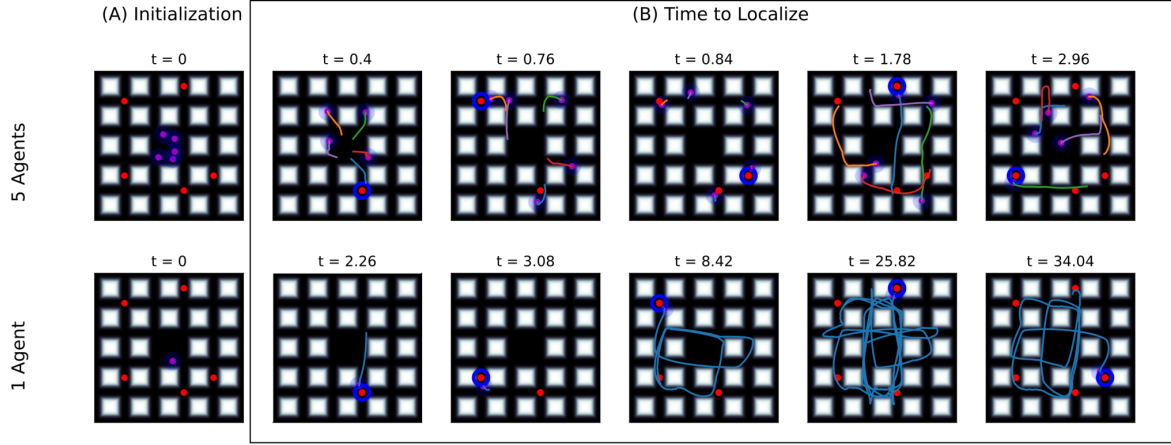 (A) Initialization
(B) Time to Localize
5 Agents
t = 0
t = 0.4
t = 0.76
t = 0.84
t = 1.78
t = 2.96
1 Agent
t = 0
t = 2.26
t = 3.08
t = 8.42
t = 25.82
t = 34.04